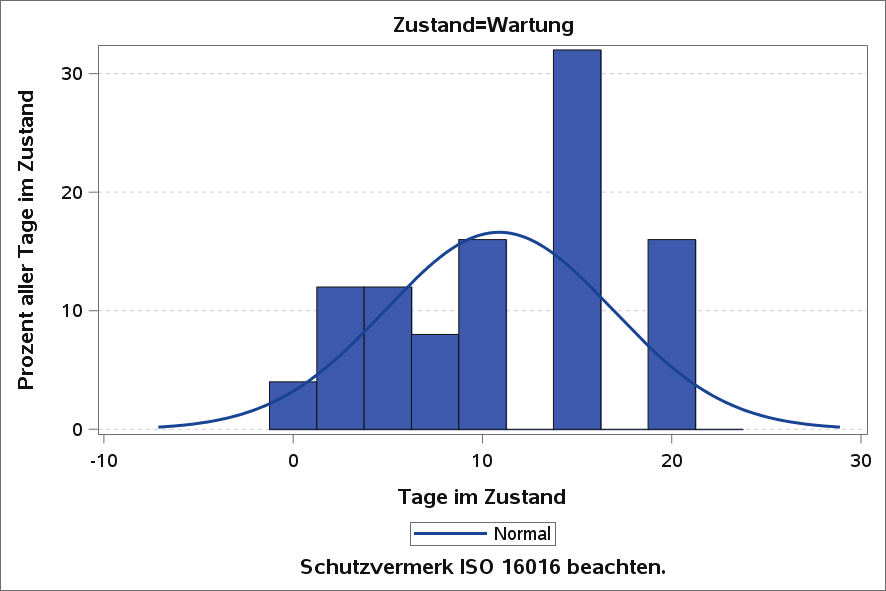 Zustand=Wartung
Prozent aller Tage im Zustand
30
20
10
0
-10 0 10 20 30
Tage im Zustand
Normal
Schutzvermerk ISO 16016 beachten.